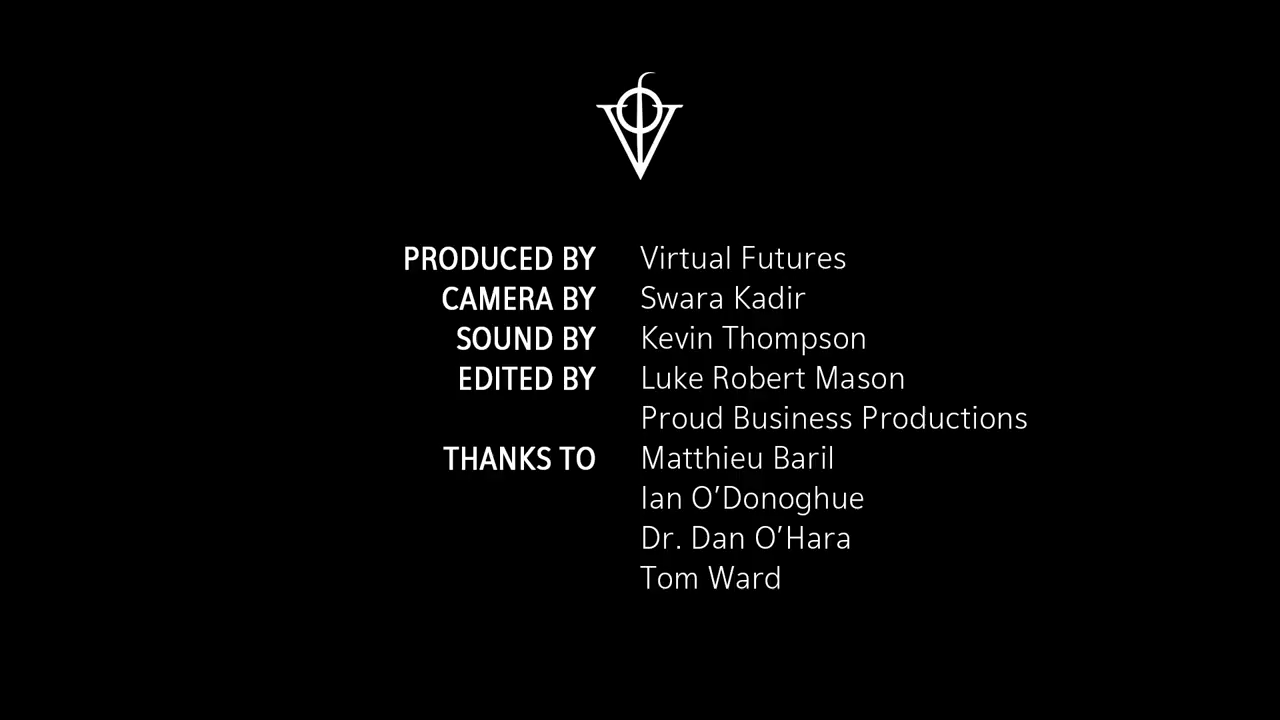 PRODUCED BY Virtual Futures
CAMERA BY Swara Kadir
SOUND BY Kevin Thompson
EDITED BY Luke Robert Mason
Proud Business Productions
THANKS TO Matthieu Baril
Ian O'Donoghue
Dr. Dan O'Hara
Tom Ward